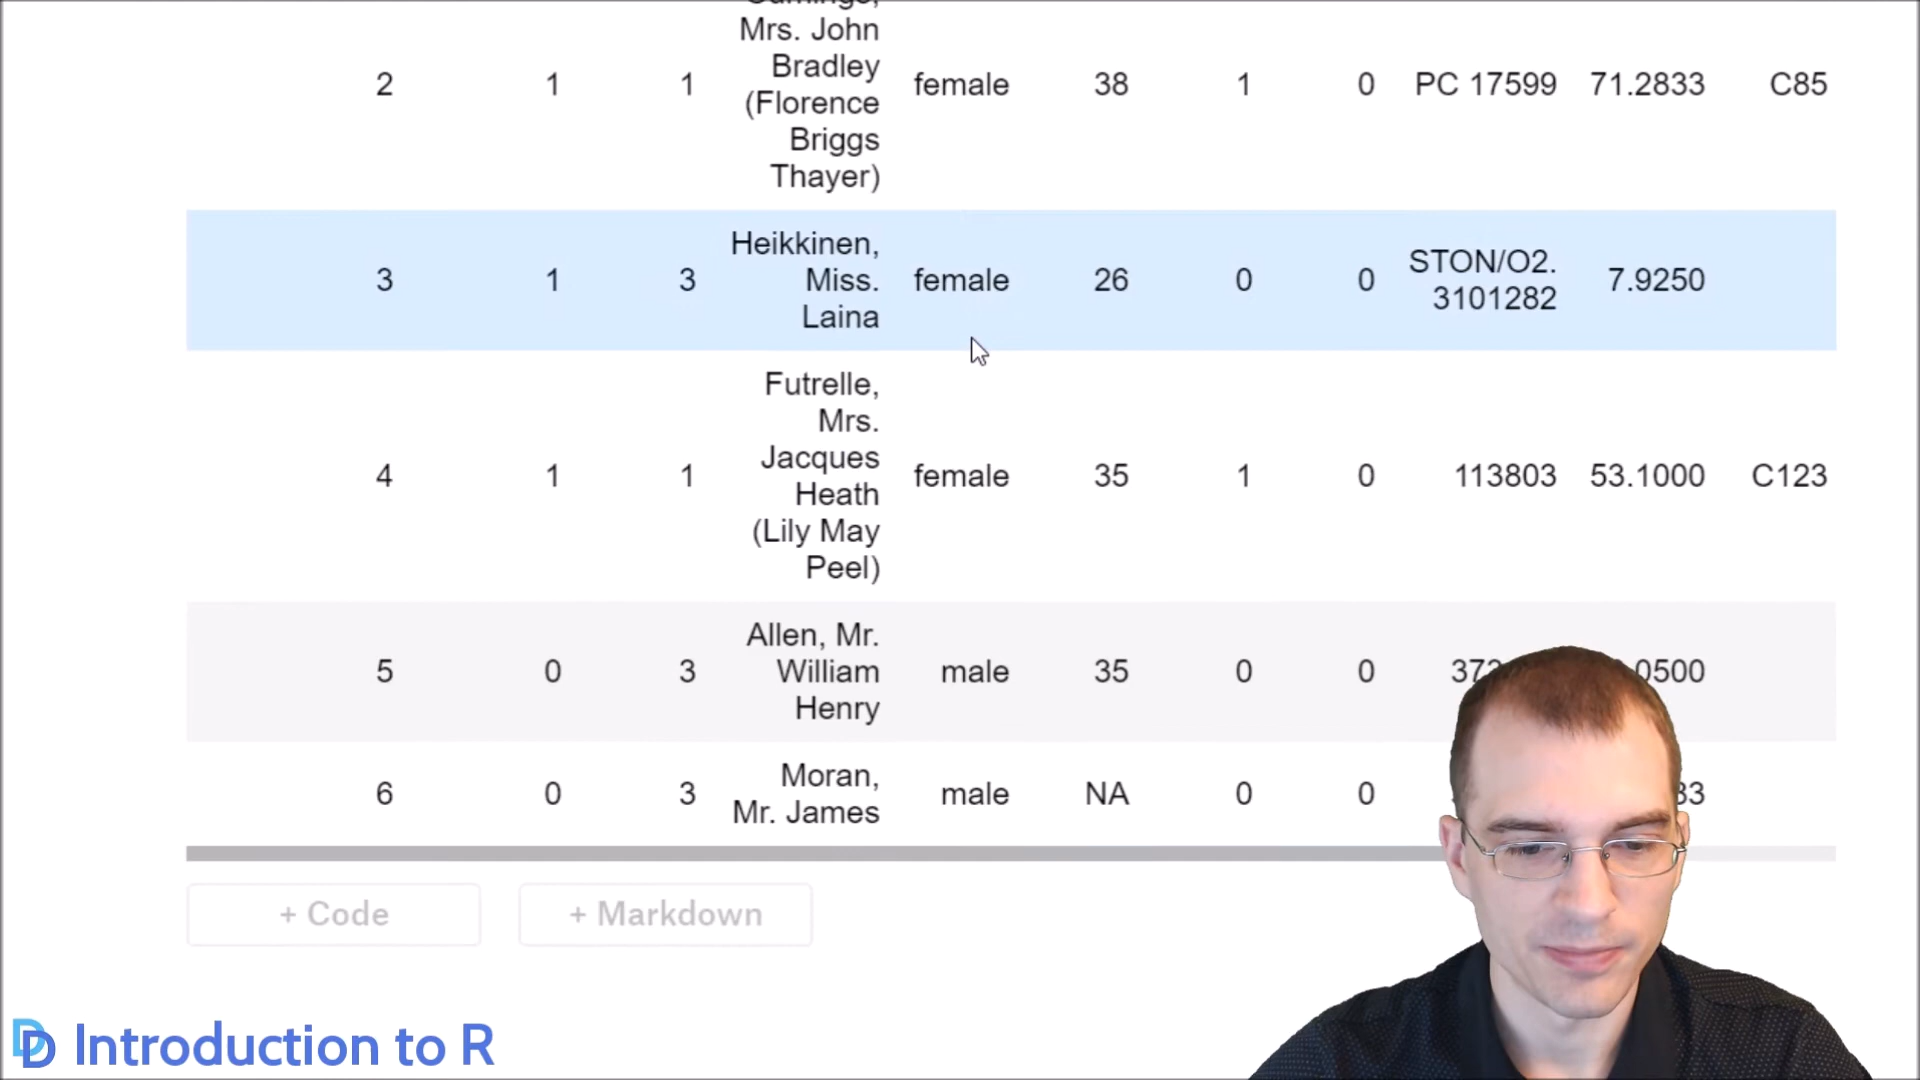 Mrs. John
Bradley
2 1 1 (Florence female 38 1 0 PC 17599 71.2833 C85
Briggs
Thayer)
Heikkinen,
3 1 3 Miss. female 26 0 0 STON/O2. 3101282 7.9250
Laina
Futrelle,
Mrs.
Jacques
4 1 1 Heath female 35 1 0 113803 53.1000 C123
(Lily May
Peel)
Allen, Mr.
5 0 3 William male 35 0 0
Henry
Moran,
6 0 3 Mr. James male NA 0 0
+ Code + Markdown
Introduction to R